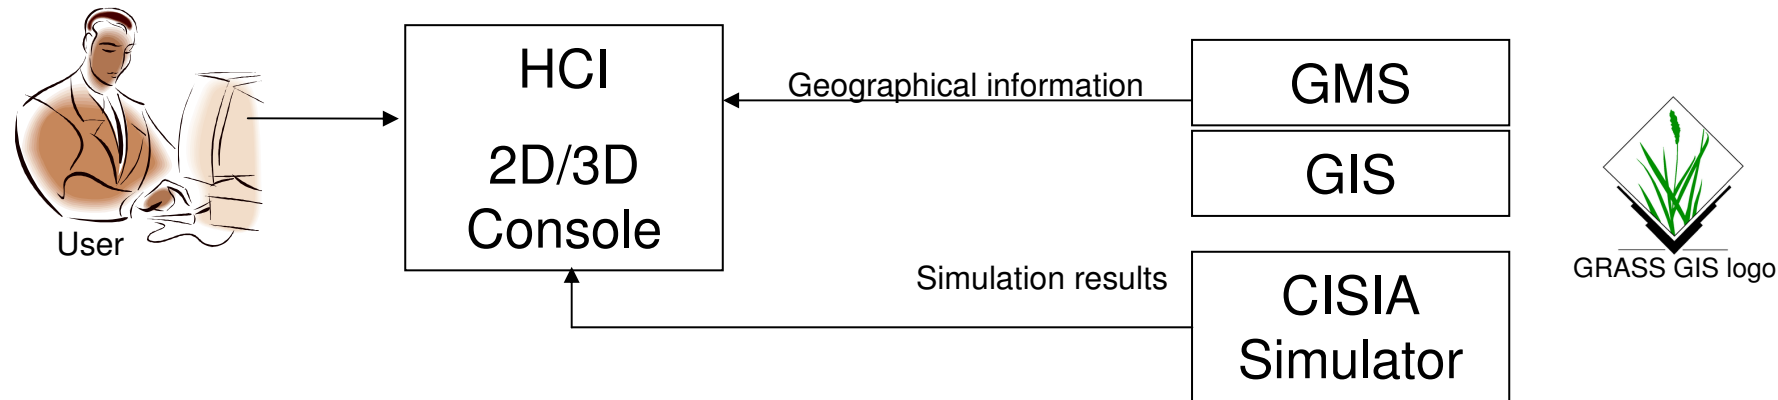 User
HCI
2D/3D
Console
Geographical information
GMS
GIS
Simulation results
CISIA
Simulator
GRASS GIS logo